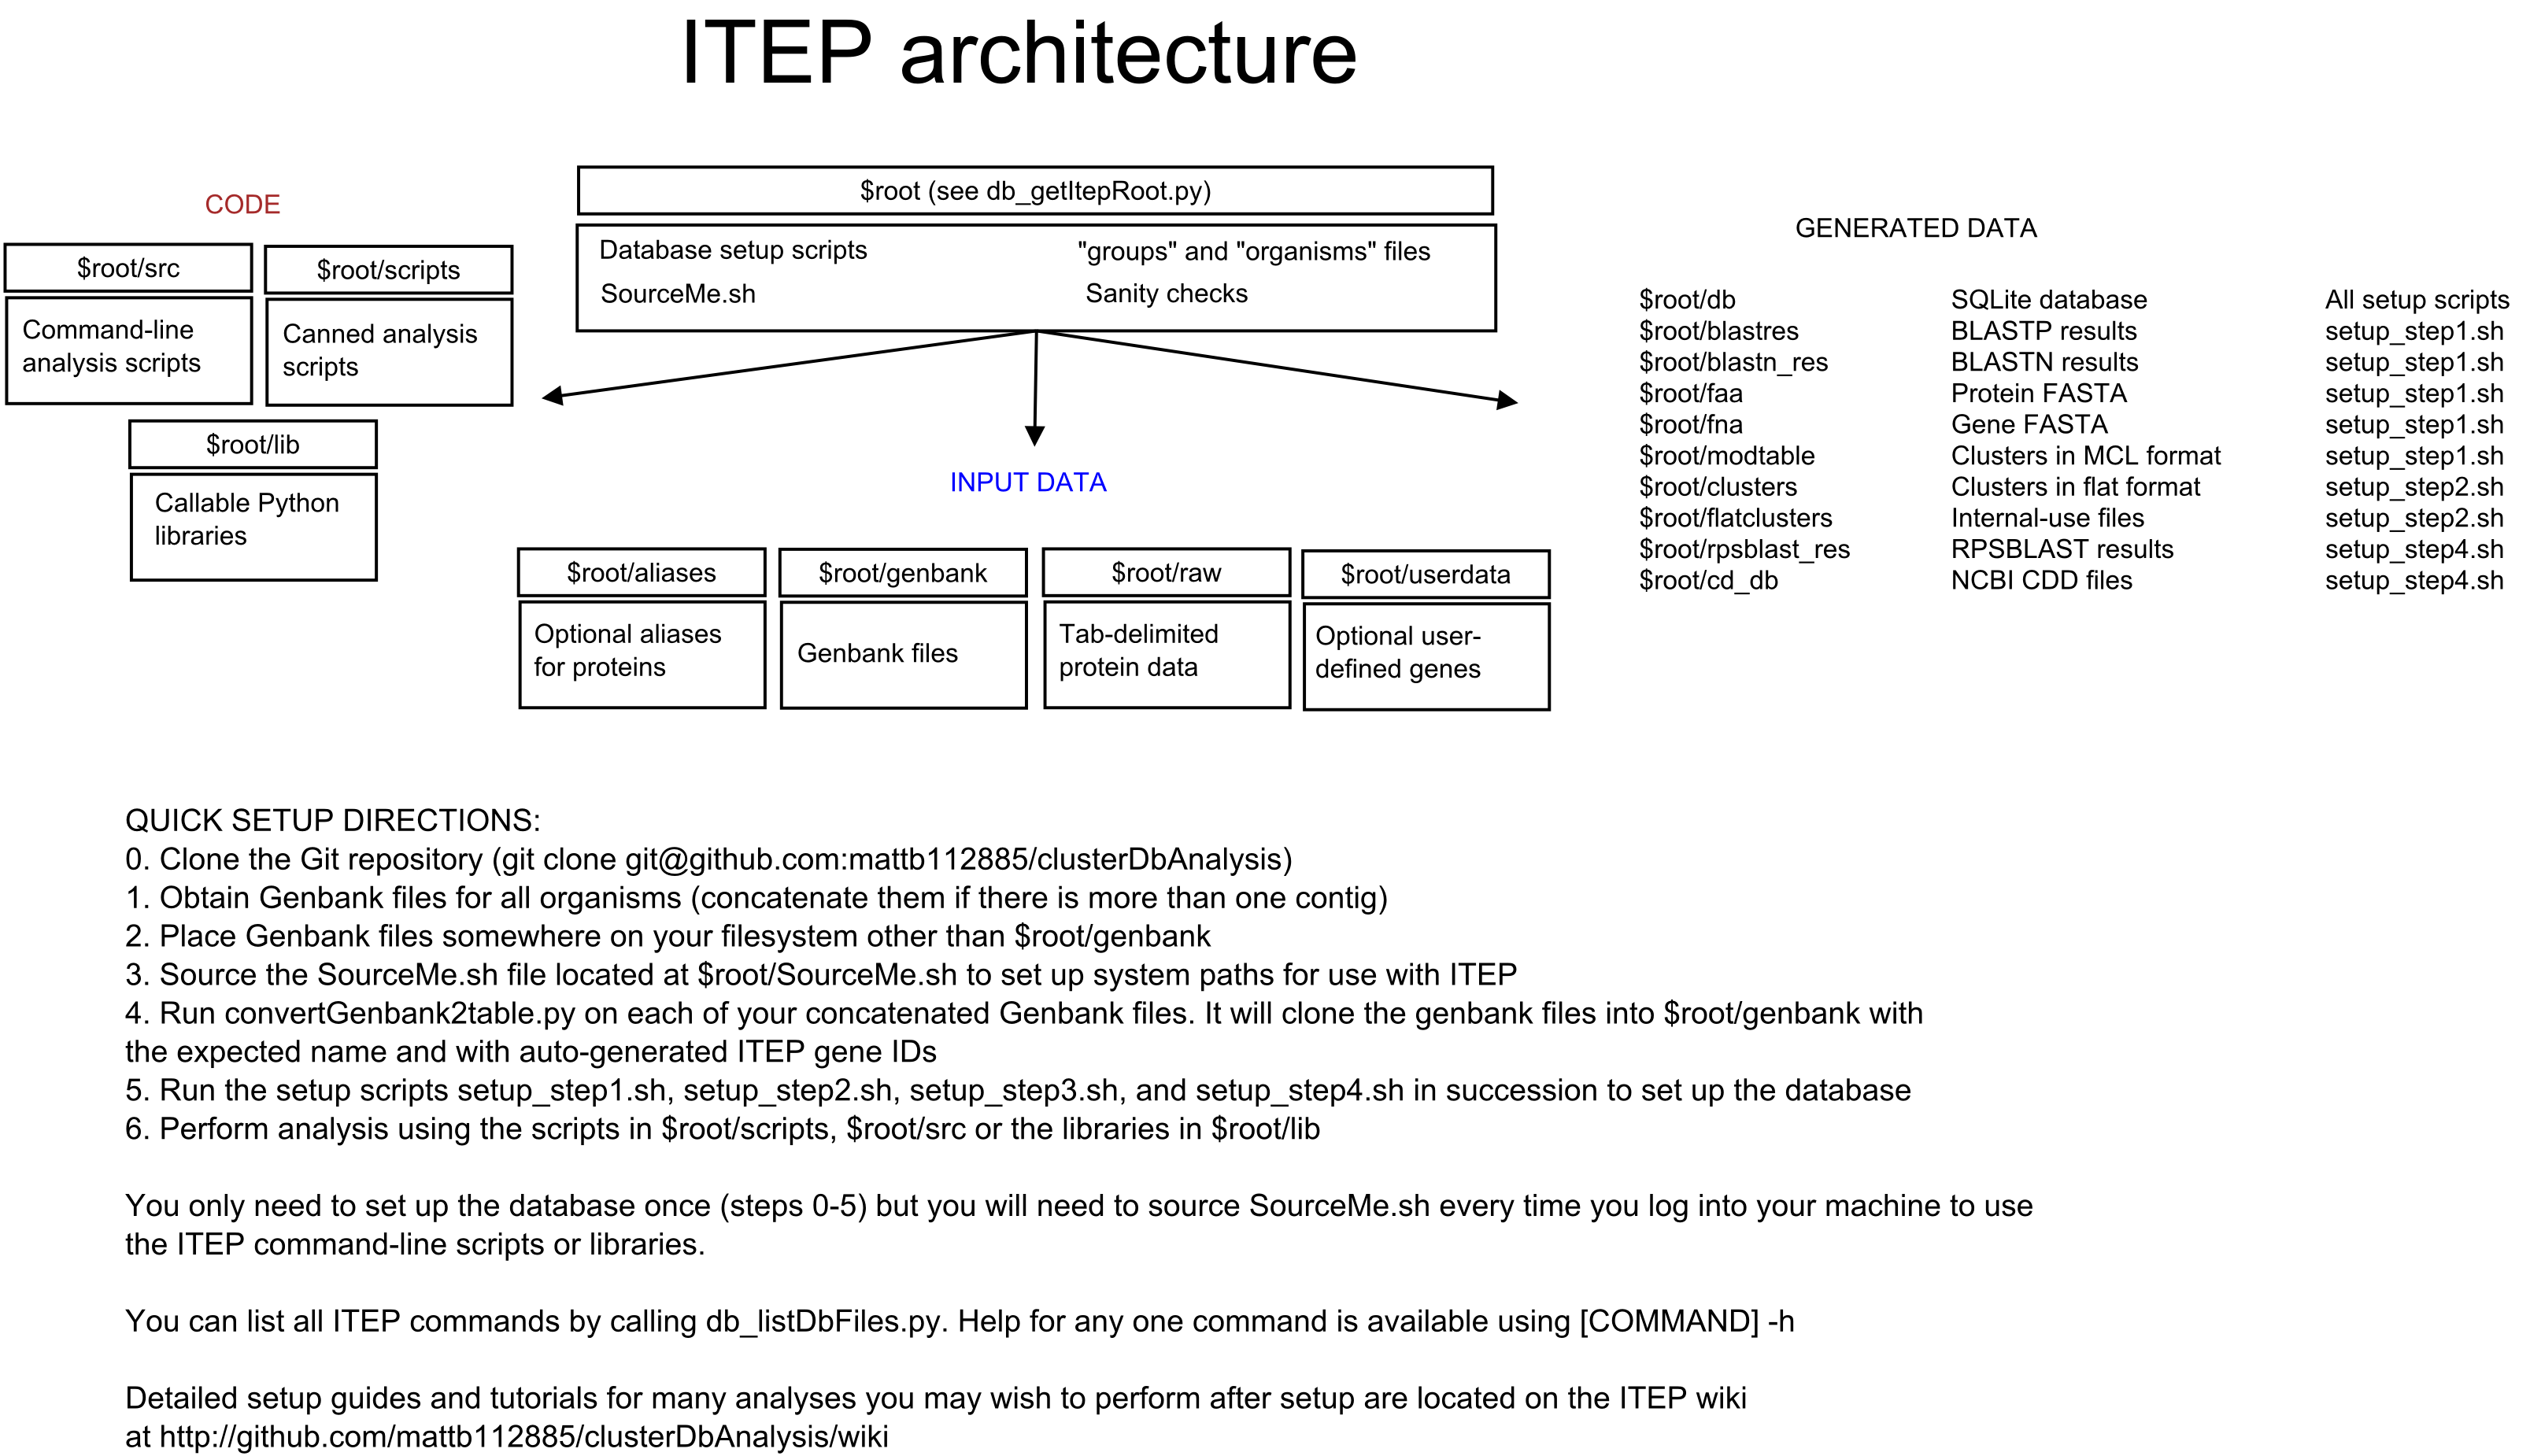 ITEP architecture
CODE
$root/src
Command-line
analysis scripts
$root/scripts
Canned analysis
scripts
$root/lib
Callable Python
libraries
$root (see db_getItepRoot.py)
Database setup scripts
"groups" and "organisms" files
SourceMe.sh
Sanity checks
INPUT DATA
$root/aliases
Optional aliases
for proteins
$root/genbank
Genbank files
$root/raw
Tab-delimited
protein data
$root/userdata
Optional user-
defined genes
GENERATED DATA
$root/db SQLite database All setup scripts
$root/blastres BLASTP results setup_step1.sh
$root/blastn_res BLASTN results setup_step1.sh
$root/faa Protein FASTA setup_step1.sh
$root/fna Gene FASTA setup_step1.sh
$root/modtable Clusters in MCL format setup_step1.sh
$root/clusters Clusters in flat format setup_step2.sh
$root/flatclusters Internal-use files setup_step2.sh
$root/rpsblast_res RPSBLAST results setup_step4.sh
$root/cd_db NCBI CDD files setup_step4.sh
QUICK SETUP DIRECTIONS:
0. Clone the Git repository (git clone git@github.com:mattb112885/clusterDbAnalysis)
1. Obtain Genbank files for all organisms (concatenate them if there is more than one contig)
2. Place Genbank files somewhere on your filesystem other than $root/genbank
3. Source the SourceMe.sh file located at $root/SourceMe.sh to set up system paths for use with ITEP
4. Run convertGenbank2table.py on each of your concatenated Genbank files. It will clone the genbank files into $root/genbank with
the expected name and with auto-generated ITEP gene IDs
5. Run the setup scripts setup_step1.sh, setup_step2.sh, setup_step3.sh, and setup_step4.sh in succession to set up the database
6. Perform analysis using the scripts in $root/scripts, $root/src or the libraries in $root/lib
You only need to set up the database once (steps 0-5) but you will need to source SourceMe.sh every time you log into your machine to use
the ITEP command-line scripts or libraries.
You can list all ITEP commands by calling db_listDbFiles.py. Help for any one command is available using [COMMAND] -h
Detailed setup guides and tutorials for many analyses you may wish to perform after setup are located on the ITEP wiki
at http://github.com/mattb112885/clusterDbAnalysis/wiki